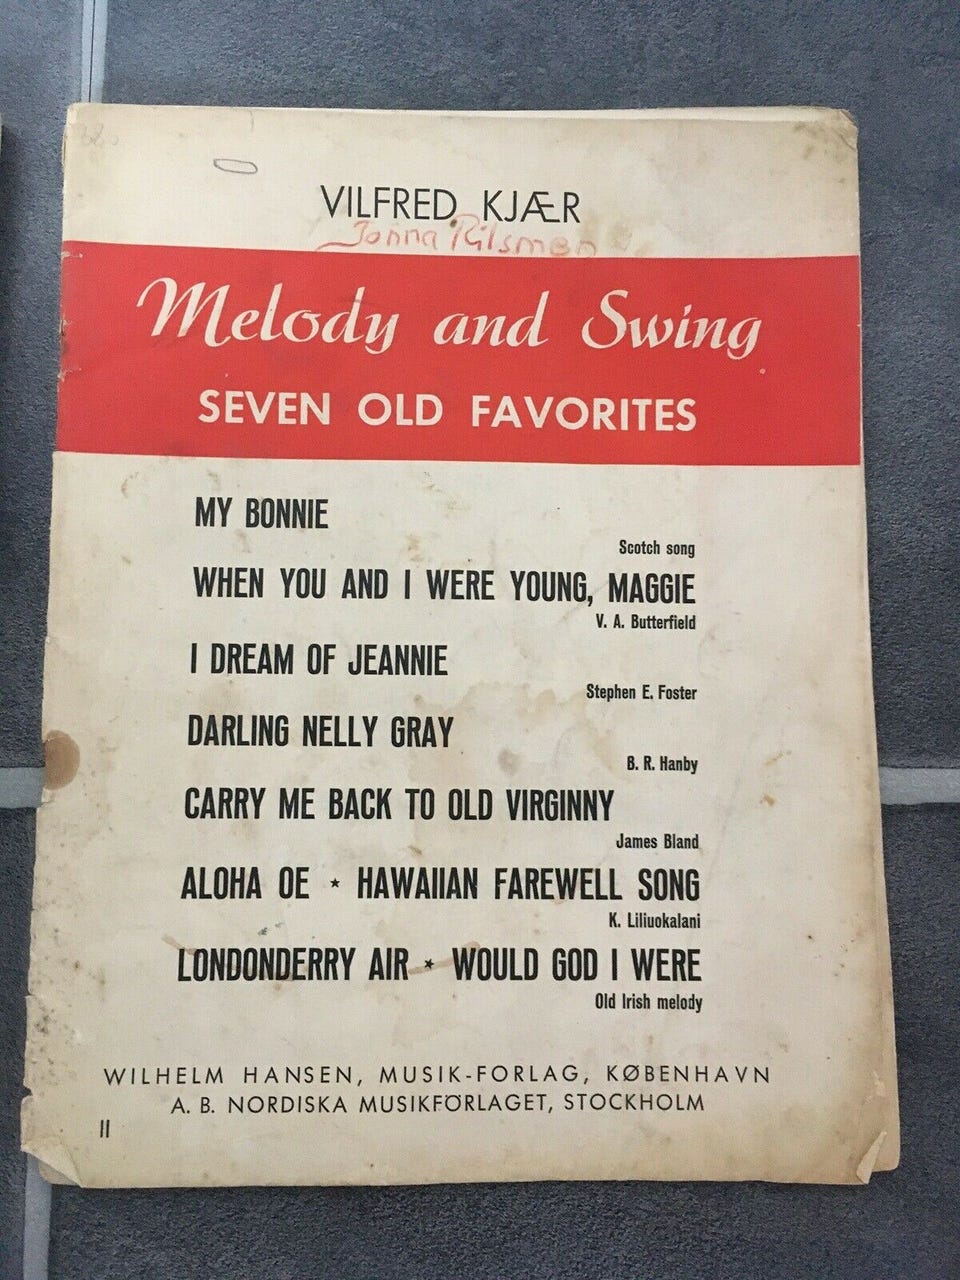 VILFRED KJÆR
Jonna
Melody and Swing
SEVEN OLD FAVORITES
MY BONNIE
Scotch song
WHEN YOU AND I WERE YOUNG, MAGGIE
V. A. Butterfield
I DREAM OF JEANNIE
Stephen E. Foster
DARLING NELLY GRAY
B. R. Hanby
CARRY ME BACK TO OLD VIRGINNY
James Bland
ALOHA OE ★ HAWAIIAN FAREWELL SONG
K. Liliuokalani
LONDONDERRY AIR ★ WOULD GOD I WERE
Old Irish melody
WILHELM HANSEN, MUSIK-FORLAG, KØBENHAVN
A. B. NORDISKA MUSIKFÖRLAGET, STOCKHOLM
II